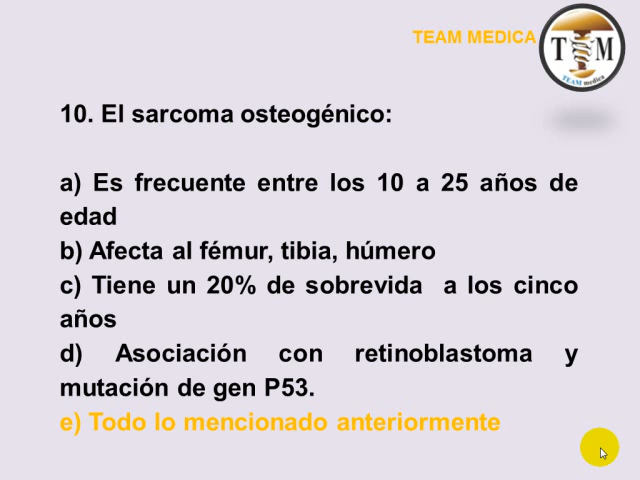 TEAM MEDICA
T M
TEAM medica
10. El sarcoma osteogénico:
a) Es frecuente entre los 10 a 25 años de
edad
b) Afecta al fémur, tibia, húmero
c) Tiene un 20% de sobrevida a los cinco
años
d) Asociación con retinoblastoma y
mutación de gen P53.
e) Todo lo mencionado anteriormente